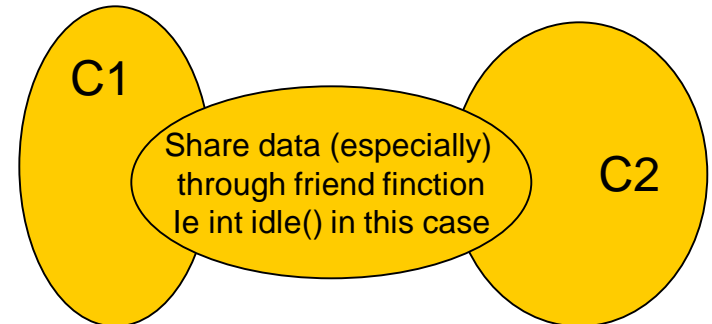 C1
Share data (especially)
through friend finction
Ie int idle() in this case
C2